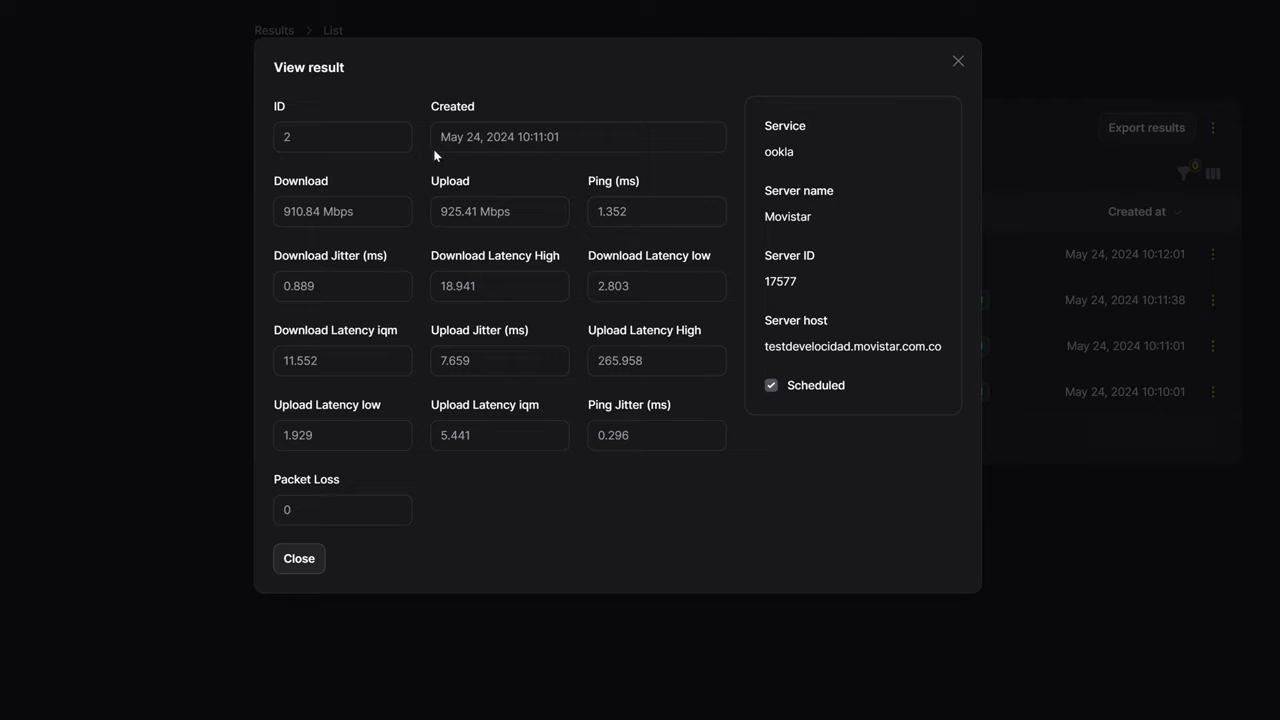 Results > List
View result
ID
Created
2
May 24, 2024 10:11:01
Download
Upload
Ping (ms)
910.84 Mbps
925.41 Mbps
1.352
Download Jitter (ms)
Download Latency High
Download Latency low
0.889
18.941
2.803
Download Latency iqm
Upload Jitter (ms)
Upload Latency High
11.552
7.659
265.958
Upload Latency low
Upload Latency iqm
Ping Jitter (ms)
1.929
5.441
0.296
Packet Loss
0
Close
Service
ookla
Server name
Movistar
Server ID
17577
Server host
testdevelocidad.movistar.com.co
Scheduled
Export results
0
Created at
May 24, 2024 10:12:01
May 24, 2024 10:11:38
May 24, 2024 10:11:01
May 24, 2024 10:10:01